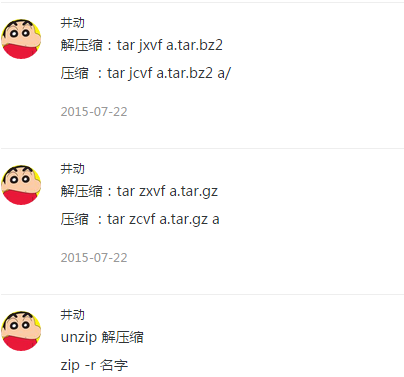 井动
解压缩：tar jxvf a.tar.bz2
压缩 ：tar jcvf a.tar.bz2 a/
2015-07-22
井动
解压缩：tar zxvf a.tar.gz
压缩 ：tar zcvf a.tar.gz a
2015-07-22
井动
unzip 解压缩
zip -r 名字